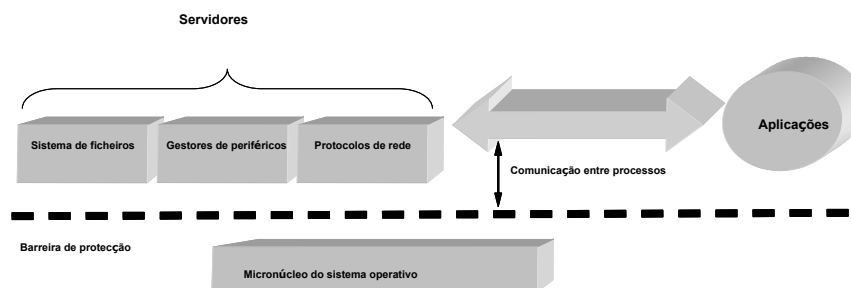 Servidores
Sistema de ficheiros
Gestores de periféricos
Protocolos de rede
Aplicações
Comunicação entre processos
Barreira de protecção
Micronúcleo do sistema operativo